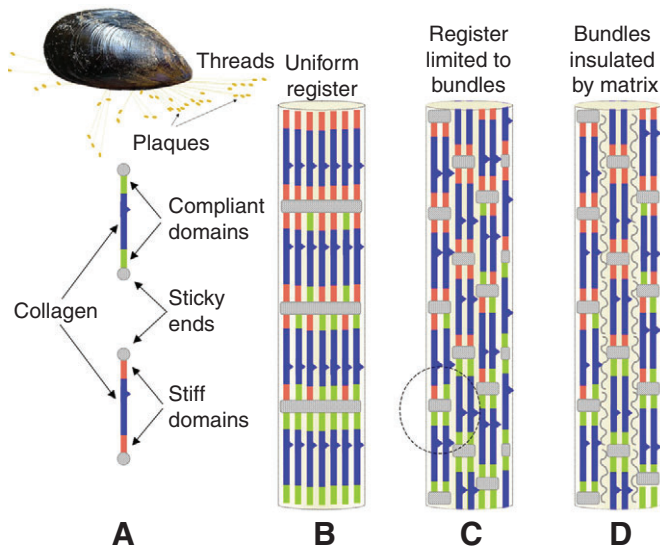 Threads
Plaques
Compliant
domains
Collagen
Sticky
ends
Stiff
domains
A
Uniform
register
B
Register
limited to
bundles
C
Bundles
insulated
by matrix
D